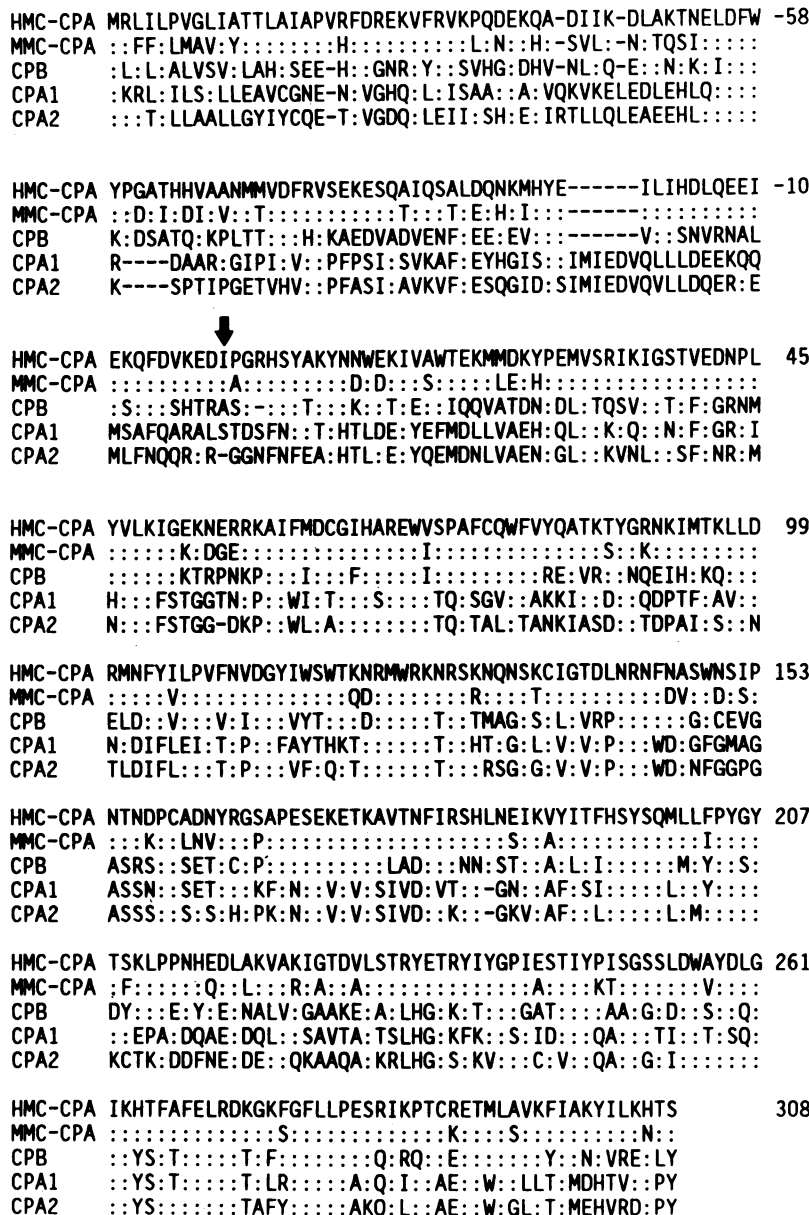 HMC-CPA MRLILPVGLIATTLAIAPVRFDREKVFRVKPQDEKQA-DIIK-DLAKTNELDFW -58
MMC-CPA ::FF:LMAV:Y::::::::H::::::::::L:N::H:-SVL:-N:TQSI:::::
CPB :L:L:ALVSV:LAH:SEE-H::GNR:Y::SVHG:DHV-NL:Q-E::N:K:I:::
CPA1 :KRL:ILS:LLEAVCGNE-N:VGHQ:L:ISAA::A:VQKVKELEDLEHLQ::::
CPA2 :::T:LLAALLGYIYCQE-T:VGDQ:LEII:SH:E:IRTLLQLEAEEHL:::::
HMC-CPA YPGATHHVAANMMVDFRVSEKESQAIQSALDQNKMHYE------ILIHDLQEEI -10
MMC-CPA ::D:I:DI:V::T:::::::::::T:::T:E:H:I:::------::::::::::
CPB K:DSATQ:KPLTT:::H:KAEDVADVENF:EE:EV:::------V::SNVRNAL
CPA1 R----DAAR:GIPI:V::PFPSI:SVKAF:EYHGIS::IMIEDVQLLLDEEKQQ
CPA2 K----SPTIPGETVHV::PFASI:AVKVF:ESQGID:SIMIEDVQVLLDQER:E
HMC-CPA EKQFDVKEDIPGRHSYAKYNNWEKIVAWTEKMMDKYPEMVSRIKIGSTVEDNPL 45
MMC-CPA ::::::::::A:::::::::D:D:::S:::::LE:H::::::::::::::::::
CPB :S:::SHTRAS:-:::T:::K::T:E::IQQVATDN:DL:TQSV::T:F:GRNM
CPA1 MSAFQARALSTDSFN::T:HTLDE:YEFMDLLVAEH:QL::K:Q::N:F:GR:I
CPA2 MLFNQQR:R-GGNFNFEA:HTL:E:YQEMDNLVAEN:GL::KVNL::SF:NR:M
HMC-CPA YVLKIGEKNERRKAIFMDCGIHAREWVSPAFCQWFVYQATKTYGRNKIMTKLLD 99
MMC-CPA ::::::K:DGE:::::::::::::::I::::::::::::::S::K:::::::::
CPB ::::::KTRPNKP:::I:::F:::::I:::::::::RE:VR::NQEIH:KQ:::
CPA1 H:::FSTGGTN:P::WI:T:::S::::TQ:SGV::AKKI::D::QDPTF:AV::
CPA2 N:::FSTGG-DKP::WL:A::::::::TQ:TAL:TANKIASD::TDPAI:S::N
HMC-CPA RMNFYILPVFNVDGYIWSWTKNRMWRKNRSKNQNSKCIGTDLNRNFNASWNSIP 153
MMC-CPA :::::V:::::::::::::::QD::::::::R::::T::::::::::DV::D:S:
CPB ELD::V:::V:I:::VYT:::D::::::T::TMAG:S:L:VRP::::::G:CEVG
CPA1 N:DIFLEI:T:P::FAYTHKT:::::::T::HT:G:L:V:V:P:::WD:GFGMAG
CPA2 TLDIFL:::T:P:::VF:Q:T:::::::T:::RSG:G:V:V:P:::WD:NFGGPG
HMC-CPA NTNDPCADNYRGSAPESEKETKAVTNFIRSHLNEIKVYITFHSYSQMLLFPYGY 207
MMC-CPA :::K::LNV:::P:::::::::::::::::::S::A:::::::::::::I::::
CPB ASRS::SET:C:P::::::::::LAD:::NN:ST::A:L:I::::::M:Y::S:
CPA1 ASSN::SET:::KF:N::V:V:SIVD:VT::-GN::AF:SI:::::L::Y::::
CPA2 ASSS::S:S:H:PK:N::V:V:SIVD::K::-GKV:AF::L:::::L:M:::::
HMC-CPA TSKLPPNHEDLAKVAKIGTDVLSTRYETRYIYGPIESTIYPISGSSLDWAYDLG 261
MMC-CPA :F::::::Q::L:::R:A::A:::::::::::::A::::KT:::::::V::::
CPB DY:::E:Y:E:NALV:GAAKE:A:LHG:K:T:::GAT::::AA:G:D::S::Q:
CPA1 ::EPA:DQAE:DQL::SAVTA:TSLHG:KFK::S:ID:::QA:::TI::T:SQ:
CPA2 KCTK:DDFNE:DE::QKAAQA:KRLHG:S:KV:::C:V::QA::G:I:::::::
HMC-CPA IKHTFAFELRDKGKFGFLLPESRIKPTCRETMLAVKFIAKYILKHTS 308
MMC-CPA :::::::::::::::S:::::::::::::K::::S::::::::::N::
CPB ::YS:T:::::T:F::::::::Q:RQ::E:::::::Y::N:VRE:LY
CPA1 ::YS:T:::::T:LR:::::A:Q:I::AE::W::LLT:MDHTV::PY
CPA2 ::YS:::::::TAFY:::::AKQ:L::AE::W:GL:T:MEHVRD:PY